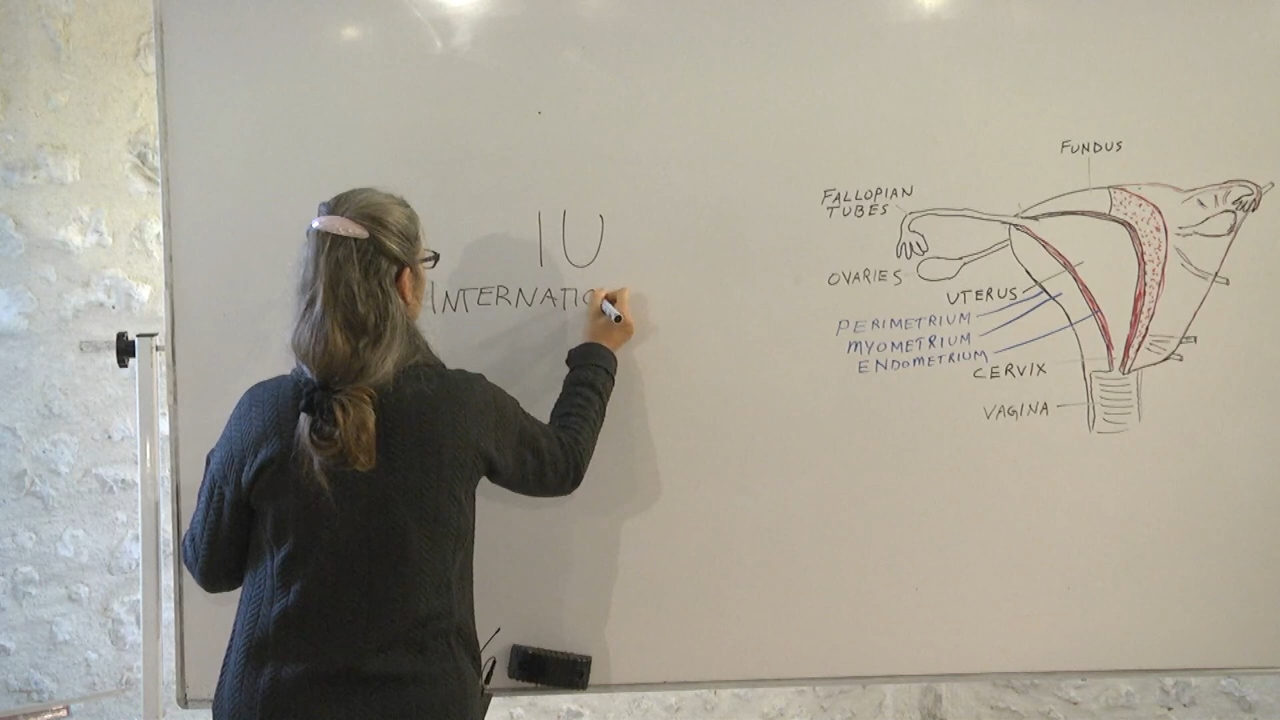 IU
INTERNATIO
FUNDUS
FALLOPIAN
TUBES
OVARIES
UTERUS
PERIMETRIUM
MYOMETRIUM
ENDOMETRIUM
CERVIX
VAGINA